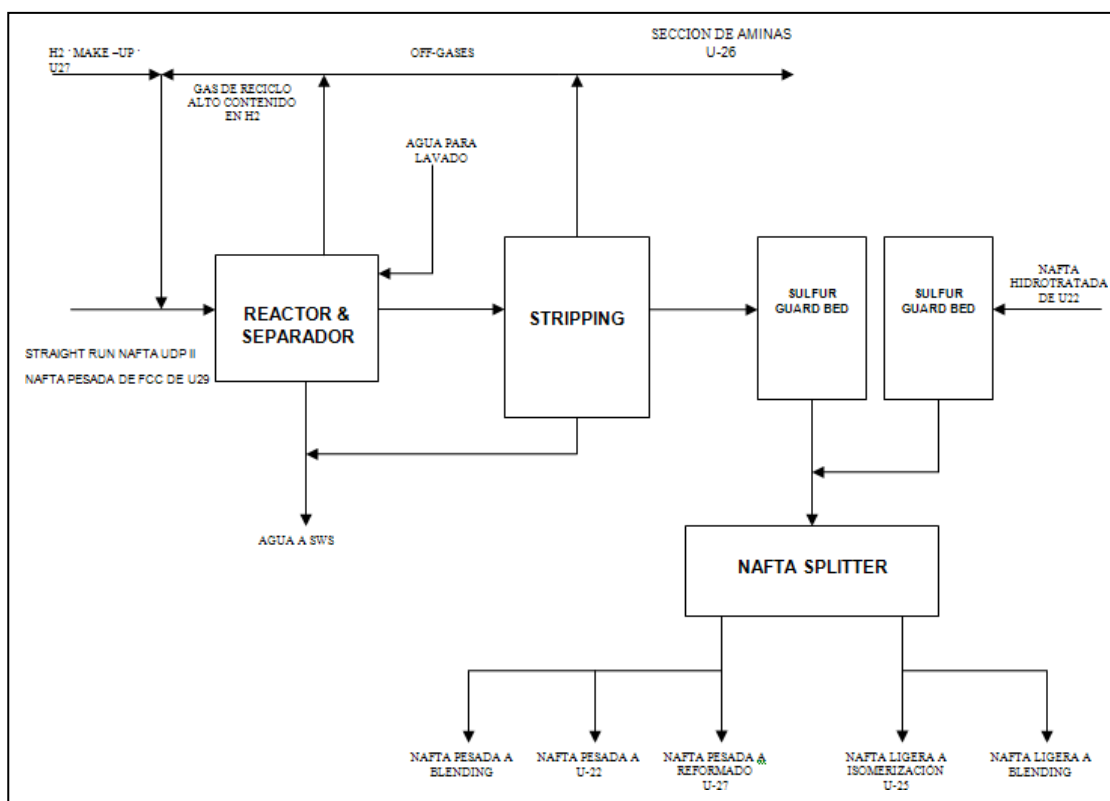 H2 ' MAKE -UP '
U27
OFF-GASES
SECCION DE AMINAS
U-26
GAS DE RECICLO
ALTO CONTENIDO
EN H2
AGUA PARA
LAVADO
REACTOR &
SEPARADOR
STRIPPING
SULFUR
GUARD BED
SULFUR
GUARD BED
NAFTA
HIDROTRATADA
DE U22
STRAIGHT RUN NAFTA UDP II
NAFTA PESADA DE FCC DE U29
AGUA A SWS
NAFTA SPLITTER
NAFTA PESADA A
BLENDING
NAFTA PESADA A
U-22
NAFTA PESADA A
REFORMADO
U-27
NAFTA LIGERA A
ISOMERIZACIÓN
U-25
NAFTA LIGERA A
BLENDING